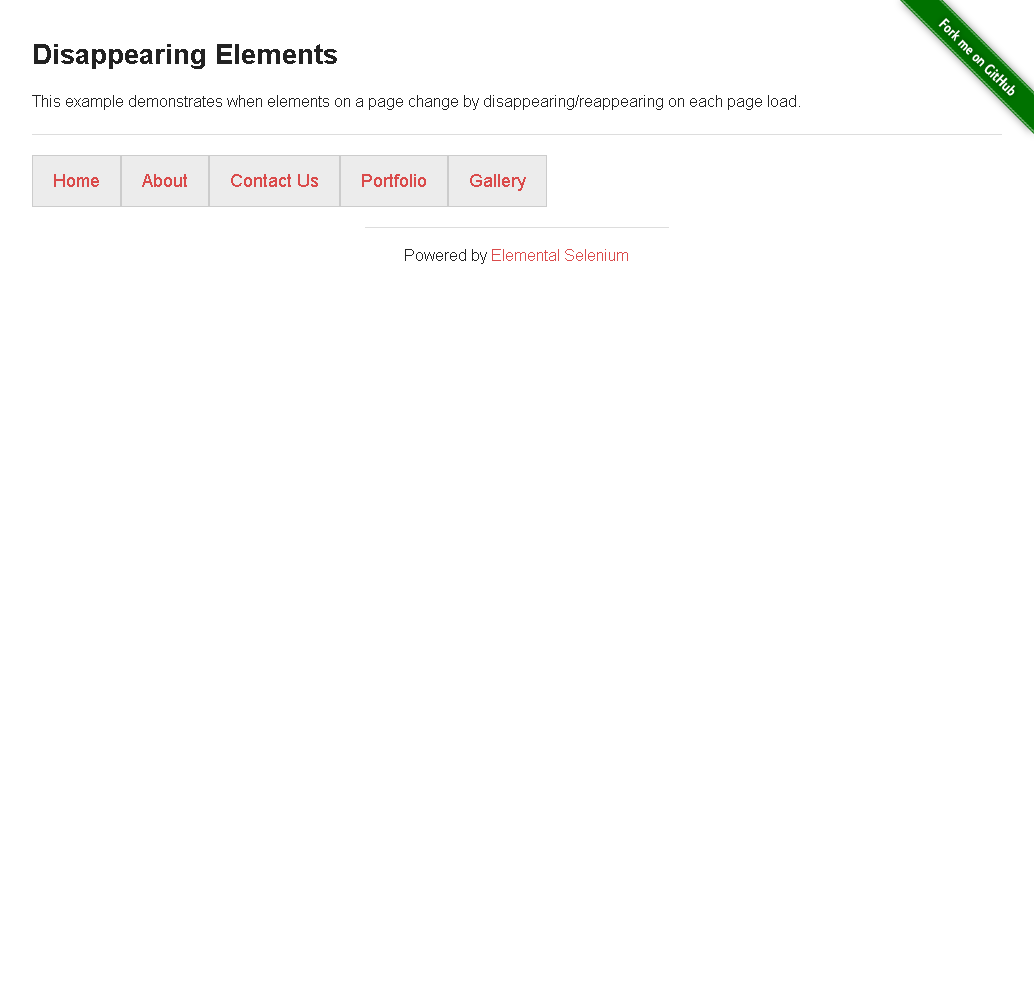 Fork me on GitHub
Disappearing Elements
This example demonstrates when elements on a page change by disappearing/reappearing on each page load.
Home About Contact Us Portfolio Gallery
Powered by Elemental Selenium